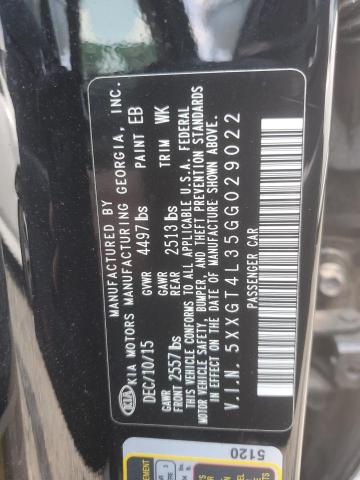 MANUFACTURED BY
KIA KIA MOTORS MANUFACTURING GEORGIA, INC.
DEC/10/15 GVWR 4497 lbs PAINT EB
GAWR FRONT 2557 lbs GAWR REAR 2513 lbs TRIM WK
THIS VEHICLE CONFORMS TO ALL APPLICABLE U.S.A. FEDERAL
MOTOR VEHICLE SAFETY, BUMPER, AND THEFT PREVENTION STANDARDS
IN EFFECT ON THE DATE OF MANUFACTURE SHOWN ABOVE.
V.I.N. 5XXGT4L35GG029022
PASSENGER CAR
5120